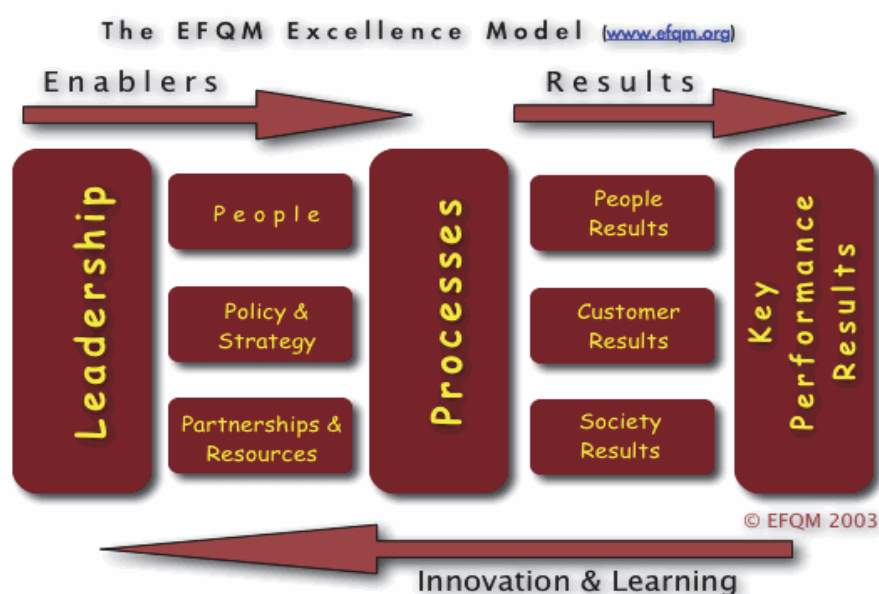 The EFQM Excellence Model (www.efqm.org)
Enablers
Results
Leadership
People
Policy &
Strategy
Partnerships &
Resources
Processes
People
Results
Customer
Results
Society
Results
Key
Performance
Results
© EFQM 2003
Innovation & Learning